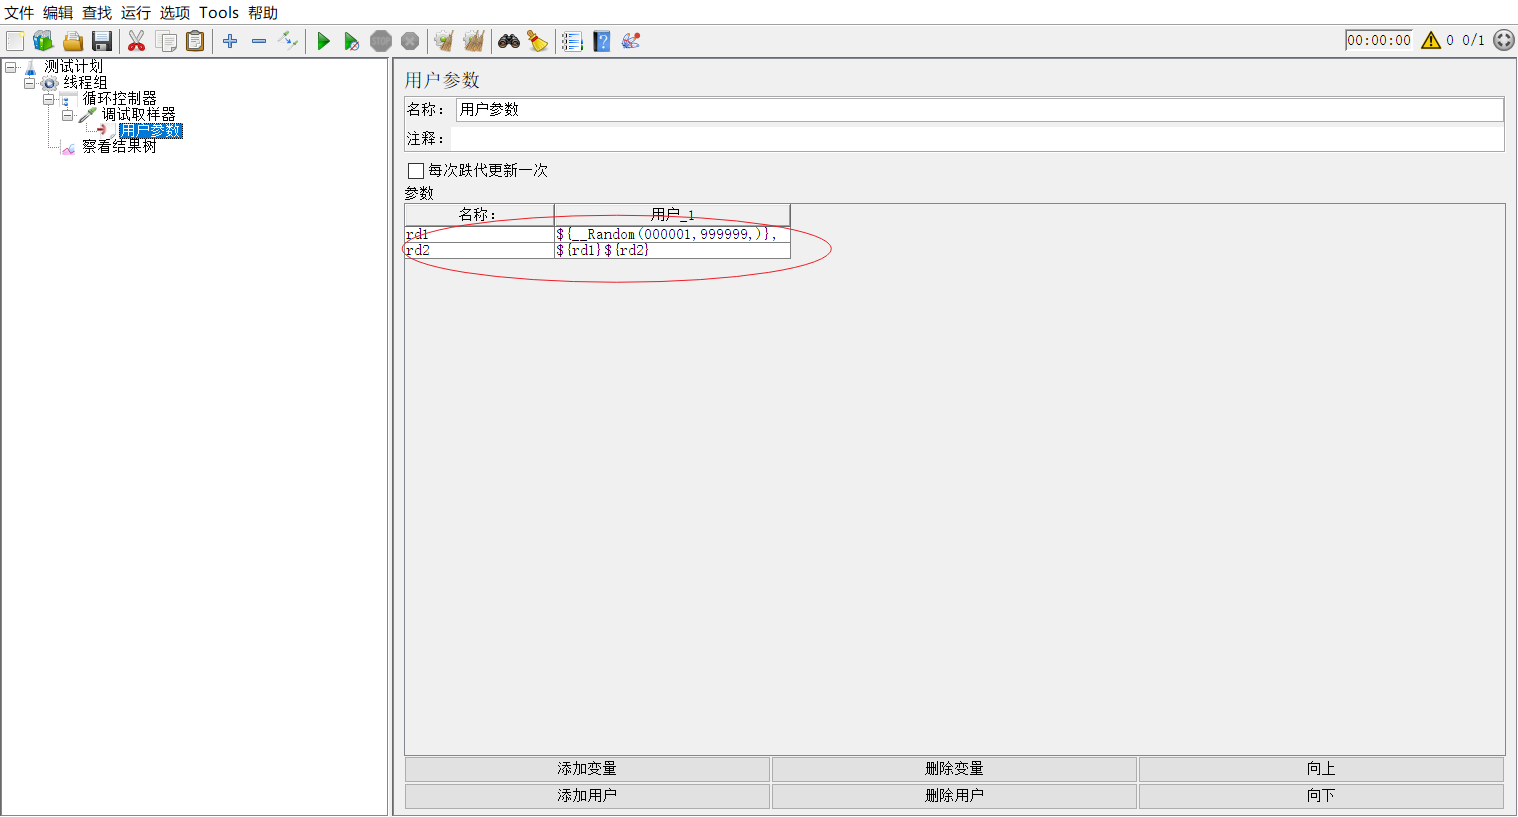 文件 编辑 查找 运行 选项 Tools 帮助
STOP
00:00:00 0 0/1
测试计划
线程组
循环控制器
调试取样器
用户参数
察看结果树
用户参数
名称： 用户参数
注释：
每次跌代更新一次
参数
名称： 用户_1
rd1 ${__Random(000001,999999,)},
rd2 ${rd1}${rd2}
添加变量 删除变量 向上
添加用户 删除用户 向下